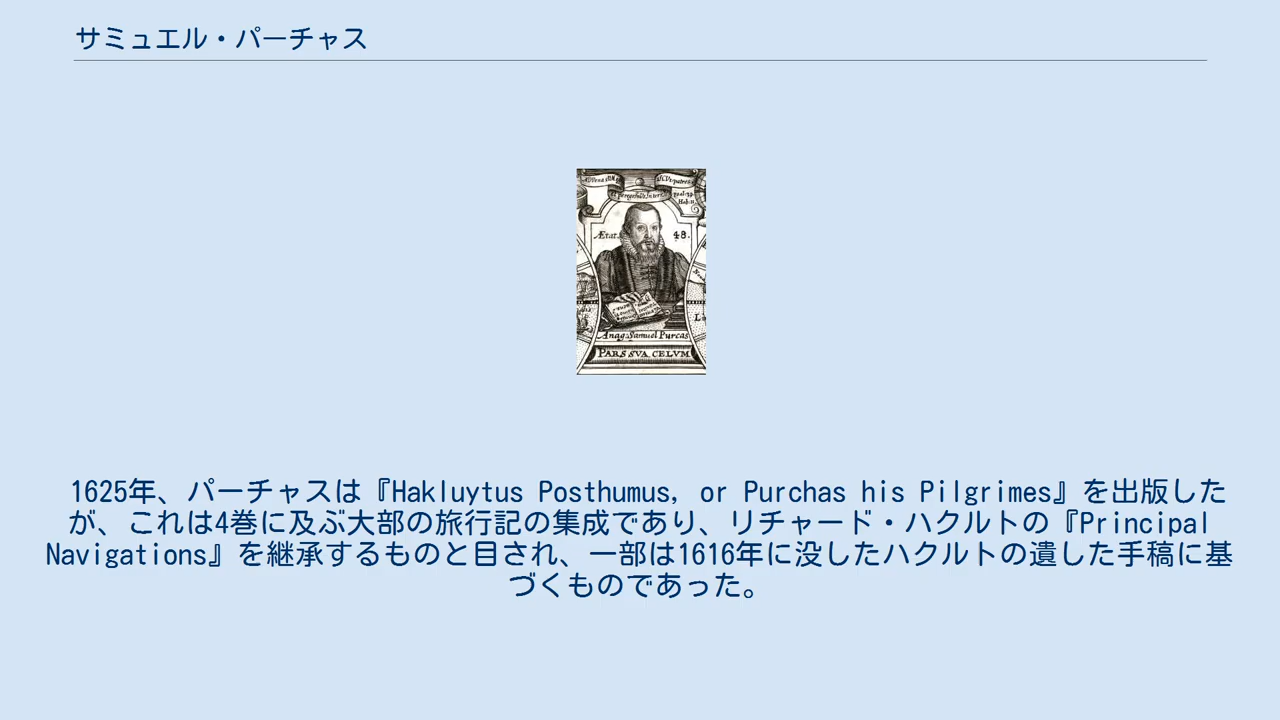 サミュエル・パーチャス
Ætat.
48.
Anag. Samuel Purcas
PARS SVA CELVM
1625年、パーチャスは『Hakluytus Posthumus, or Purchas his Pilgrimes』を出版した
が、これは4巻に及ぶ大部の旅行記の集成であり、リチャード・ハクルトの『Principal
Navigations』を継承するものと目され、一部は1616年に没したハクルトの遺した手稿に基
づくものであった。